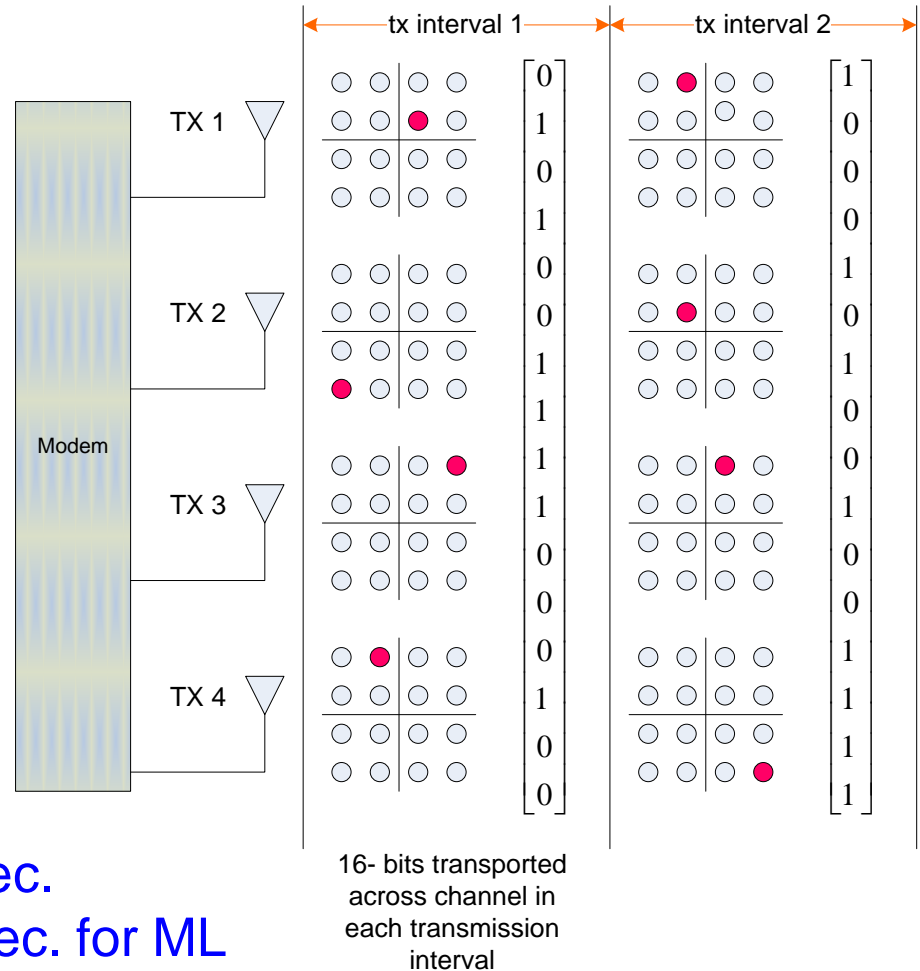 tx interval 1 tx interval 2
TX 1
TX 2
Modem
TX 3
TX 4
0
1
0
1
0
0
1
1
1
1
0
0
0
1
0
0
1
0
0
0
1
0
1
0
0
1
0
0
1
1
1
1
16- bits transported
across channel in
each transmission
interval
ec.
ec. for ML